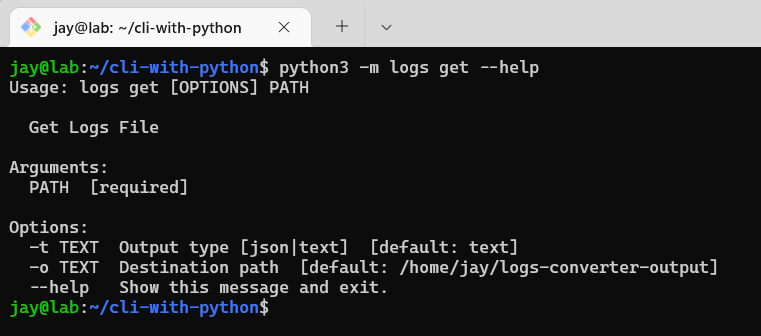 jay@lab: ~/cli-with-python
jay@lab:~/cli-with-python$ python3 -m logs get --help
Usage: logs get [OPTIONS] PATH

  Get Logs File

Arguments:
  PATH  [required]

Options:
  -t TEXT  Output type [json|text]  [default: text]
  -o TEXT  Destination path  [default: /home/jay/logs-converter-output]
  --help   Show this message and exit.
jay@lab:~/cli-with-python$